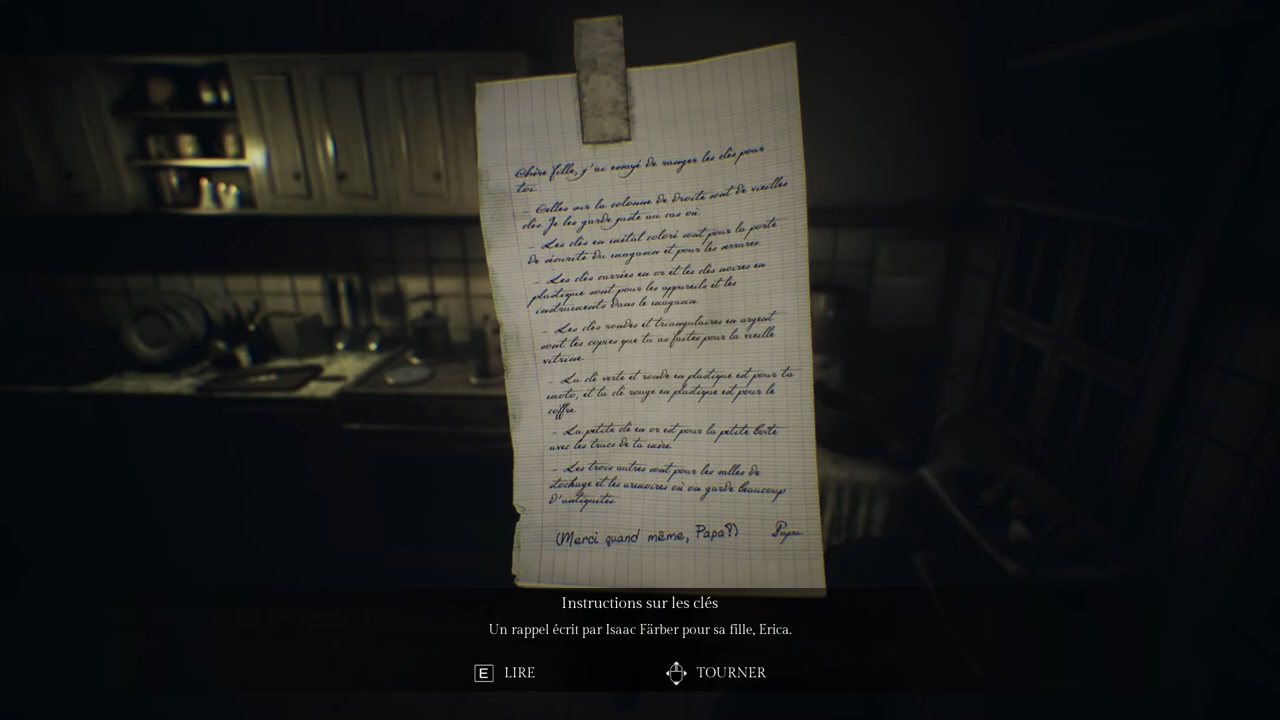 Chère fille, j'ai essayé de ranger les clés pour
toi.
- Celles sur la colonne de droite sont de vieilles
clés. Je les garde juste au cas où.
- Les clés en métal coloré sont pour la porte
de sécurité du magasin et pour les serrures.
- Les clés carrées en or et les clés noires en
plastique sont pour les appareils et les
instruments dans le magasin.
- Les clés rondes et triangulaires en argent
sont les copies que tu as faites pour la vieille
vitrine.
- La clé verte et ronde en plastique est pour ta
moto, et la clé rouge en plastique est pour le
coffre.
- La petite clé en or est pour la petite boîte
avec les trucs de ta mère.
- Les trois autres sont pour les salles de
stockage et les armoires où on garde beaucoup
d'antiquités.
(Merci quand même, Papa!) Papa
Instructions sur les clés
Un rappel écrit par Isaac Färber pour sa fille, Erica.
E LIRE TOURNER